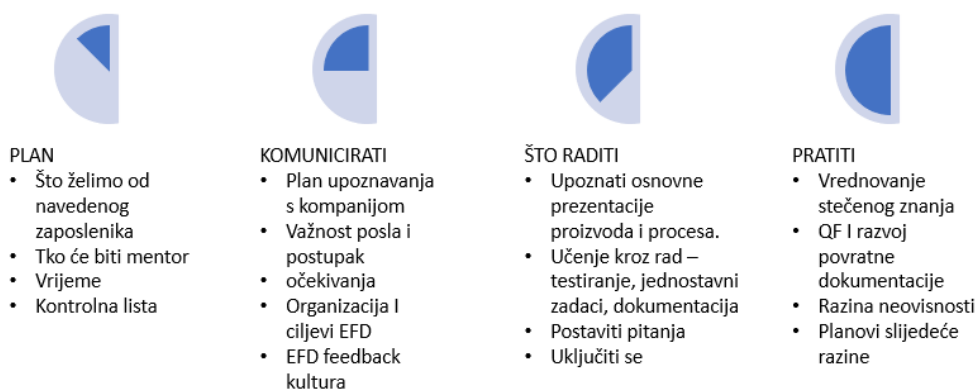 PLAN
• Što želimo od
navedenog
zaposlenika
• Tko će biti mentor
• Vrijeme
• Kontrolna lista
KOMUNICIRATI
• Plan upoznavanja
s kompanijom
• Važnost posla i
postupak
• očekivanja
• Organizacija I
ciljevi EFD
• EFD feedback
kultura
ŠTO RADITI
• Upoznati osnovne
prezentacije
proizvoda i procesa.
• Učenje kroz rad –
testiranje, jednostavni
zadaci, dokumentacija
• Postaviti pitanja
• Uključiti se
PRATITI
• Vrednovanje
stečenog znanja
• QF I razvoj
povratne
dokumentacije
• Razina neovisnosti
• Planovi slijedeće
razine